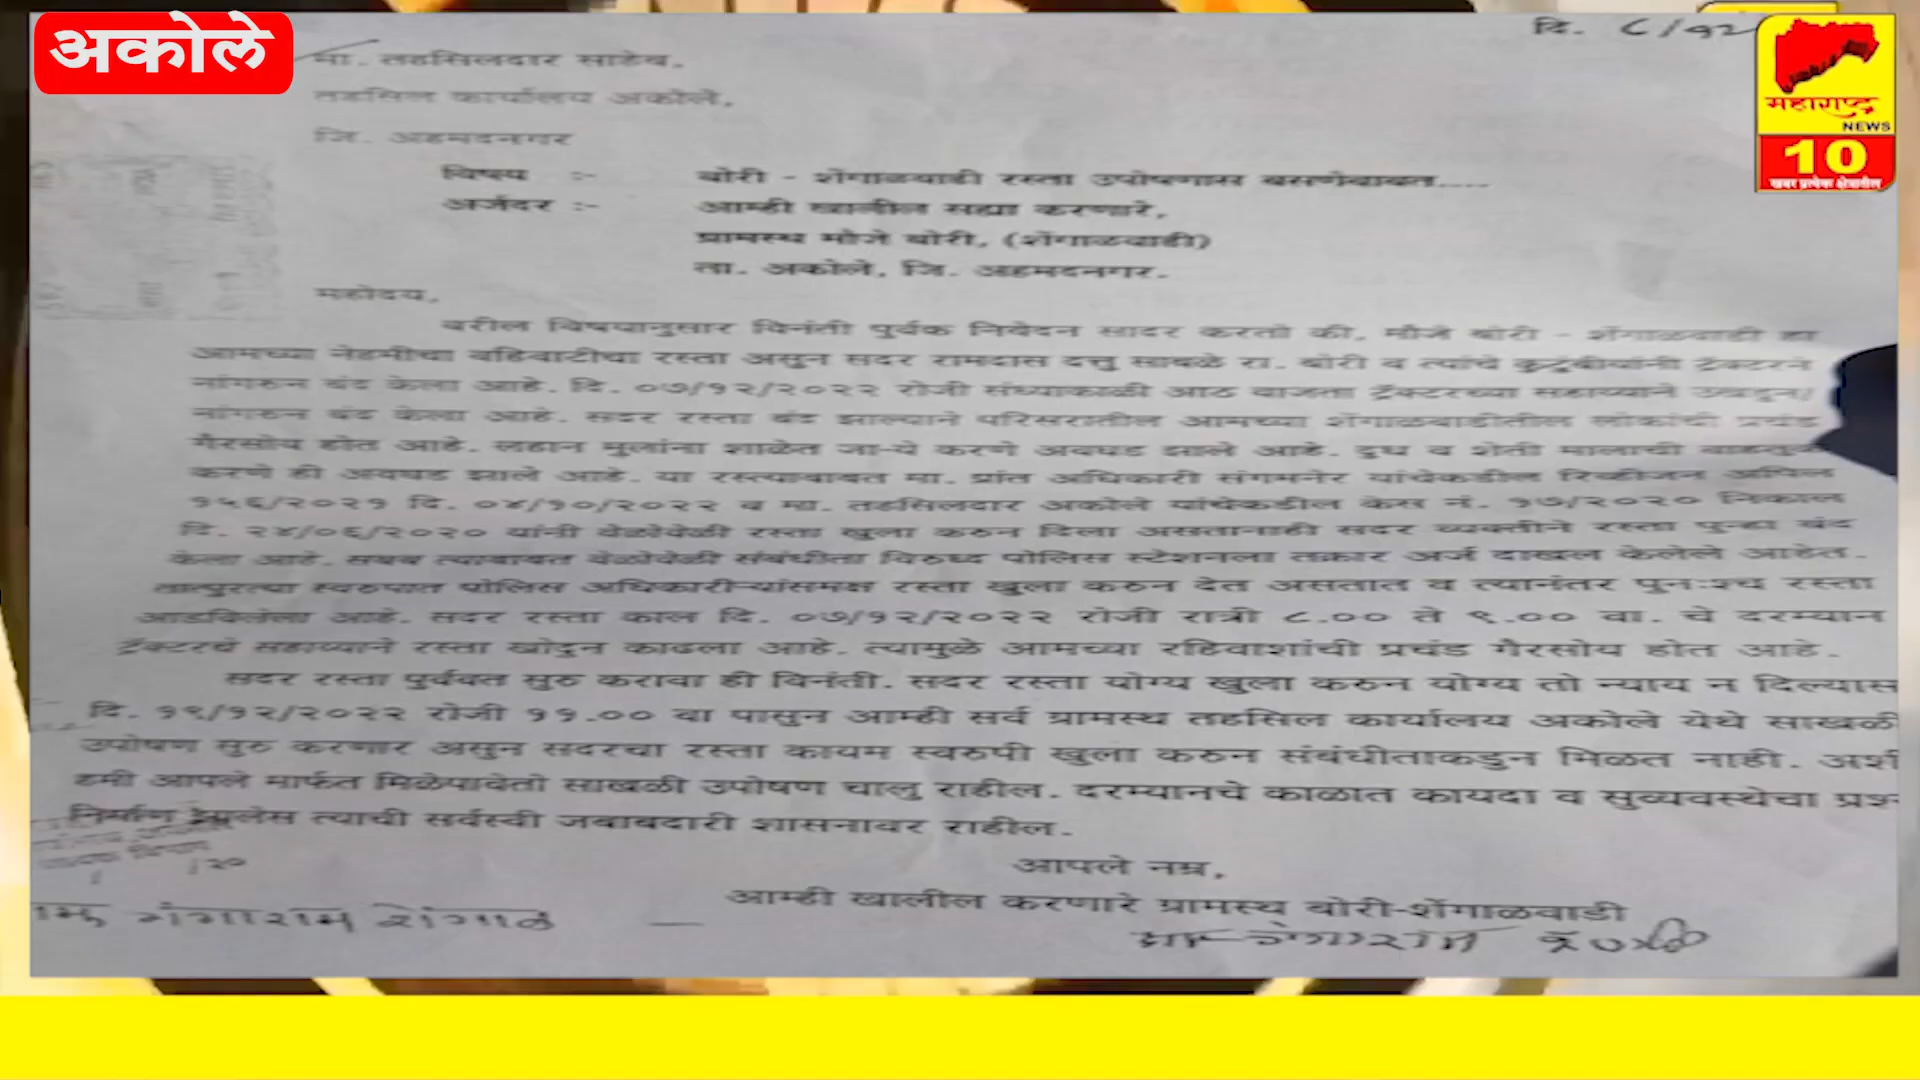 अकोले
दि. ८/१२
महाराष्ट्र
NEWS
10
खबर प्रत्येक क्षेत्रातील
मा. तहसिलदार साहेब,
तहसिल कार्यालय अकोले,
जि. अहमदनगर
विषय :- बोरी - शेंगाळवाडी रस्ता उपोषणास बसणेबाबत....
अर्जदार :- आम्ही खालील सह्या करणारे,
ग्रामस्थ मौजे बोरी, (शेंगाळवाडी)
ता. अकोले, जि. अहमदनगर.
महोदय,
वरील विषयानुसार विनंती पुर्वक निवेदन सादर करतो की, मौजे बोरी - शेंगाळवाडी हा
आमच्या नेहमीचा वहिवाटीचा रस्ता असुन सदर रामदास दत्तु साबळे रा. बोरी व त्यांचे कुटुंबीयांनी ट्रॅक्टरने
नांगरुन बंद केला आहे. दि. ०७/१२/२०२२ रोजी संध्याकाळी आठ वाजता ट्रॅक्टरच्या सहाय्याने उखडुन/
नांगरुन बंद केला आहे. सदर रस्ता बंद झाल्याने परिसरातील आमच्या शेंगाळवाडीतील लोकांची प्रचंड
गैरसोय होत आहे. लहान मुलांना शाळेत जा-ये करणे अवघड झाले आहे. दुध व शेती मालाची वाहतुक
करणे ही अवघड झाले आहे. या रस्त्याबाबत मा. प्रांत अधिकारी संगमनेर यांचेकडील रिव्हीजन अपिल
१५६/२०२१ दि. ०४/१०/२०२२ व मा. तहसिलदार अकोले यांचेकडील केस नं. १७/२०२० निकाल
दि. २४/०६/२०२० यांनी वेळोवेळी रस्ता खुला करुन दिला असतानाही सदर व्यक्तीने रस्ता पुन्हा बंद
केला आहे. सबब त्याबाबत वेळोवेळी संबंधीता विरुध्द पोलिस स्टेशनला तक्रार अर्ज दाखल केलेले आहेत.
तात्पुरत्या स्वरुपात पोलिस अधिकारी-यांसमक्ष रस्ता खुला करुन देत असतात व त्यानंतर पुनःश्च रस्ता
आडविलेला आहे. सदर रस्ता काल दि. ०७/१२/२०२२ रोजी रात्री ८.०० ते ९.०० वा. चे दरम्यान
ट्रॅक्टरचे सहाय्याने रस्ता खोदुन काढला आहे. त्यामुळे आमच्या रहिवाशांची प्रचंड गैरसोय होत आहे.
सदर रस्ता पुर्ववत सुरु करावा ही विनंती. सदर रस्ता योग्य खुला करुन योग्य तो न्याय न दिल्यास
दि. १९/१२/२०२२ रोजी ११.०० वा पासुन आम्ही सर्व ग्रामस्थ तहसिल कार्यालय अकोले येथे साखळी
उपोषण सुरु करणार असुन सदरचा रस्ता कायम स्वरुपी खुला करुन संबंधीताकडुन मिळत नाही. अशी
हमी आपले मार्फत मिळेपावेतो साखळी उपोषण चालु राहील. दरम्यानचे काळात कायदा व सुव्यवस्थेचा प्रश्न
निर्माण झालेस त्याची सर्वस्वी जबाबदारी शासनावर राहील.
/२०
आपले नम्र,
आम्ही खालील करणारे ग्रामस्थ बोरी-शेंगाळवाडी
गंगाराम शेंगाळ